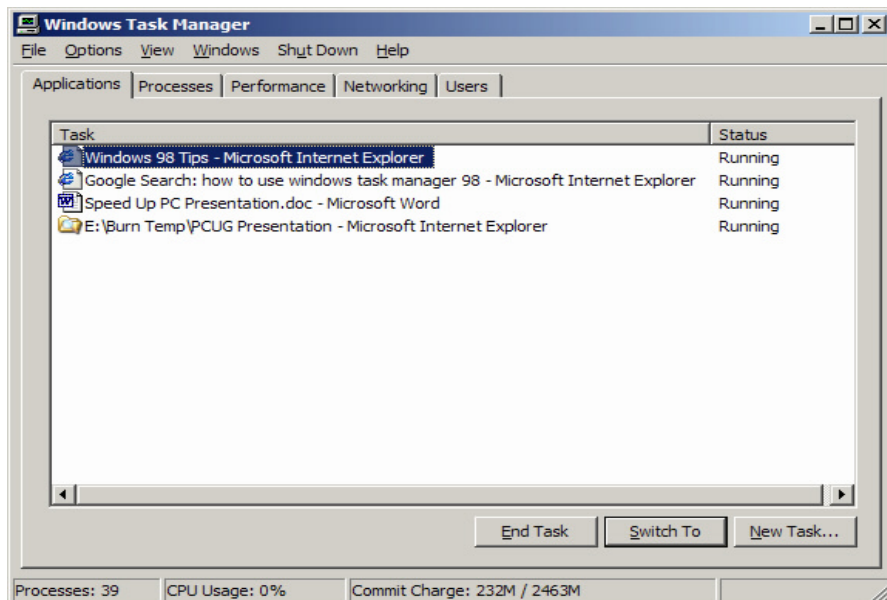 Windows Task Manager
File Options View Windows Shut Down Help
Applications Processes Performance Networking Users
Task Status
Windows 98 Tips - Microsoft Internet Explorer Running
Google Search: how to use windows task manager 98 - Microsoft Internet Explorer Running
Speed Up PC Presentation.doc - Microsoft Word Running
E:\Burn Temp\PCUG Presentation - Microsoft Internet Explorer Running
End Task Switch To New Task...
Processes: 39 CPU Usage: 0% Commit Charge: 232M / 2463M